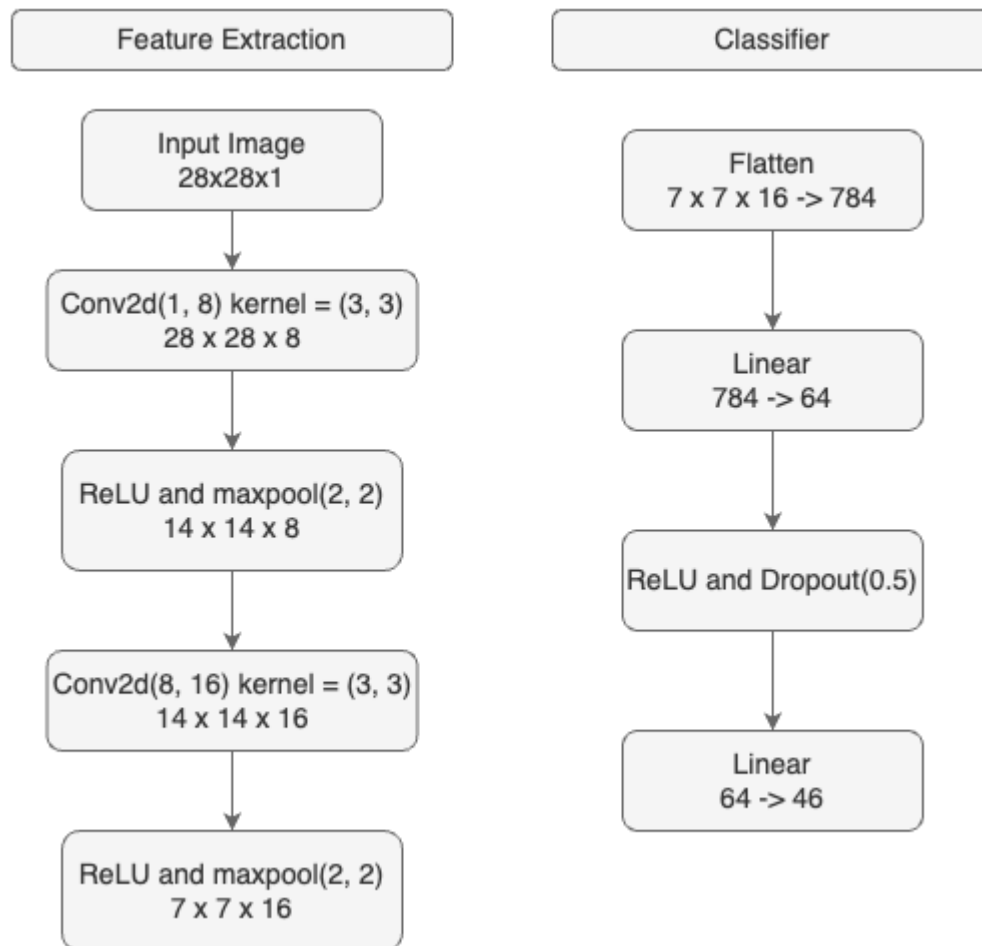 Feature Extraction
Input Image
28x28x1
Conv2d(1, 8) kernel = (3, 3)
28 x 28 x 8
ReLU and maxpool(2, 2)
14 x 14 x 8
Conv2d(8, 16) kernel = (3, 3)
14 x 14 x 16
ReLU and maxpool(2, 2)
7 x 7 x 16
Classifier
Flatten
7 x 7 x 16 -> 784
Linear
784 -> 64
ReLU and Dropout(0.5)
Linear
64 -> 46